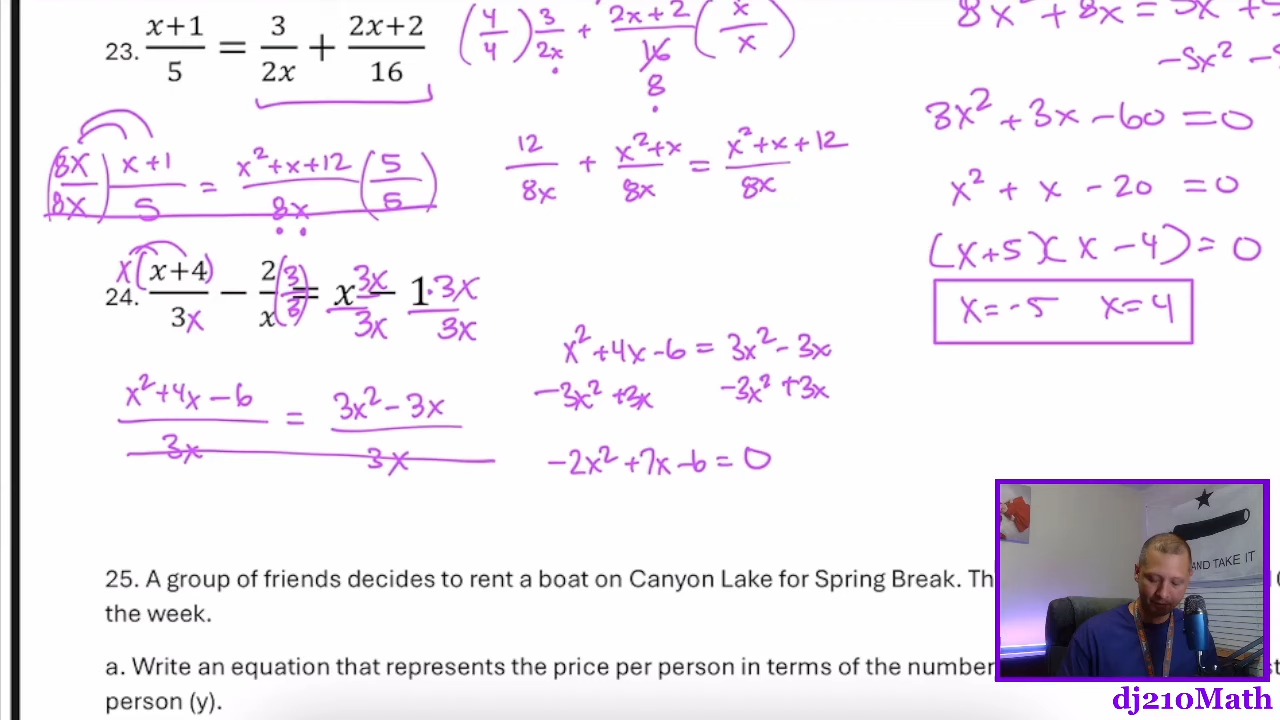 23. x+1/5 = 3/2x + 2x+2/16
(4/4) 3/2x + 2x+2/16 (x/x)
8
8x² + 8x =
-5x²
(8x/8x) x+1/5 = x²+x+12/8x (5/5)
12/8x + x²+x/8x = x²+x+12/8x
3x² + 3x - 60 = 0
x² + x - 20 = 0
(x+5)(x-4) = 0
x = -5 x = 4
24. x(x+4)/3x - 2/x (3/3) = x 3x/3x - 1·3x/3x
x²+4x-6/3x = 3x²-3x/3x
x²+4x-6 = 3x²-3x
-3x² +3x -3x² +3x
-2x²+7x-6=0
AND TAKE IT
25. A group of friends decides to rent a boat on Canyon Lake for Spring Break.
the week.
a. Write an equation that represents the price per person in terms of the number
person (y).
dj210Math